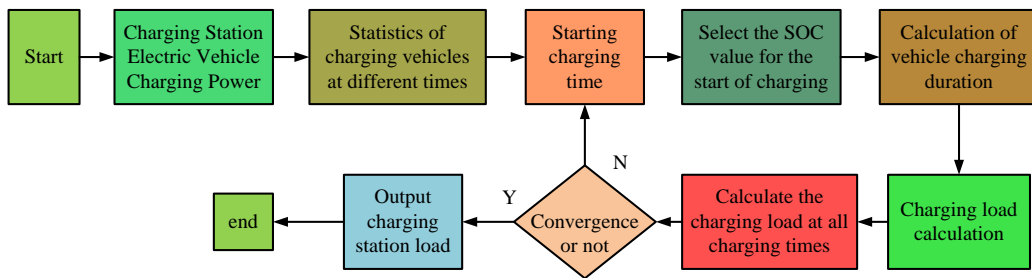 Start
Charging Station
Electric Vehicle
Charging Power
Statistics of
charging vehicles
at different times
Starting
charging
time
Select the SOC
value for the
start of charging
Calculation of
vehicle charging
duration
Charging load
calculation
Calculate the
charging load at all
charging times
Convergence
or not
N
Y
Output
charging
station load
end